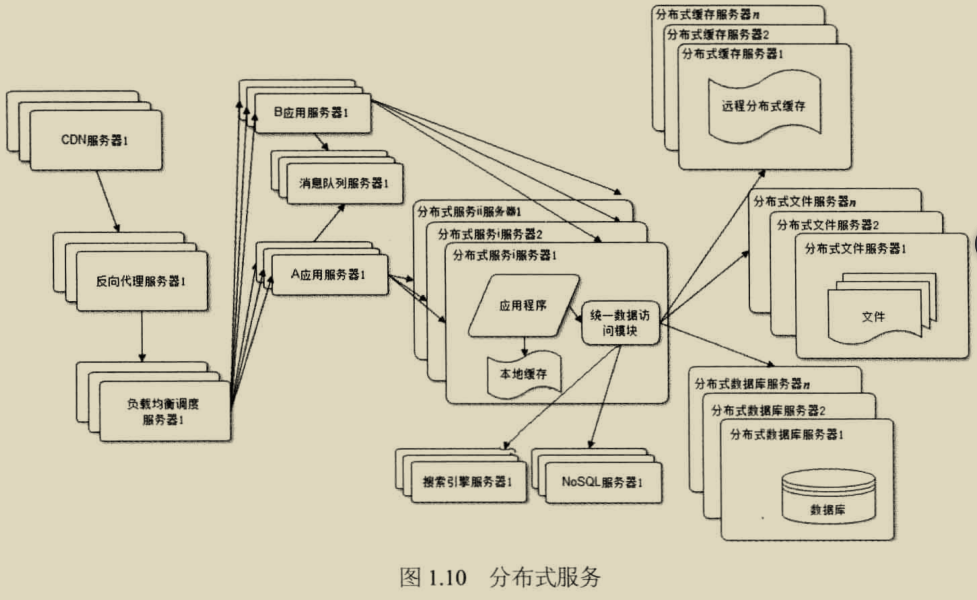 分布式缓存服务器n
分布式缓存服务器2
分布式缓存服务器1
远程分布式缓存
CDN服务器1
B应用服务器1
消息队列服务器1
分布式服务ii服务器1
分布式服务i服务器2
分布式服务i服务器1
分布式文件服务器n
分布式文件服务器2
分布式文件服务器1
文件
反向代理服务器1
A应用服务器1
应用程序
统一数据访
问模块
本地缓存
负载均衡调度
服务器1
分布式数据库服务器n
分布式数据库服务器2
分布式数据库服务器1
数据库
搜索引擎服务器1
NoSQL服务器1
图 1.10 分布式服务